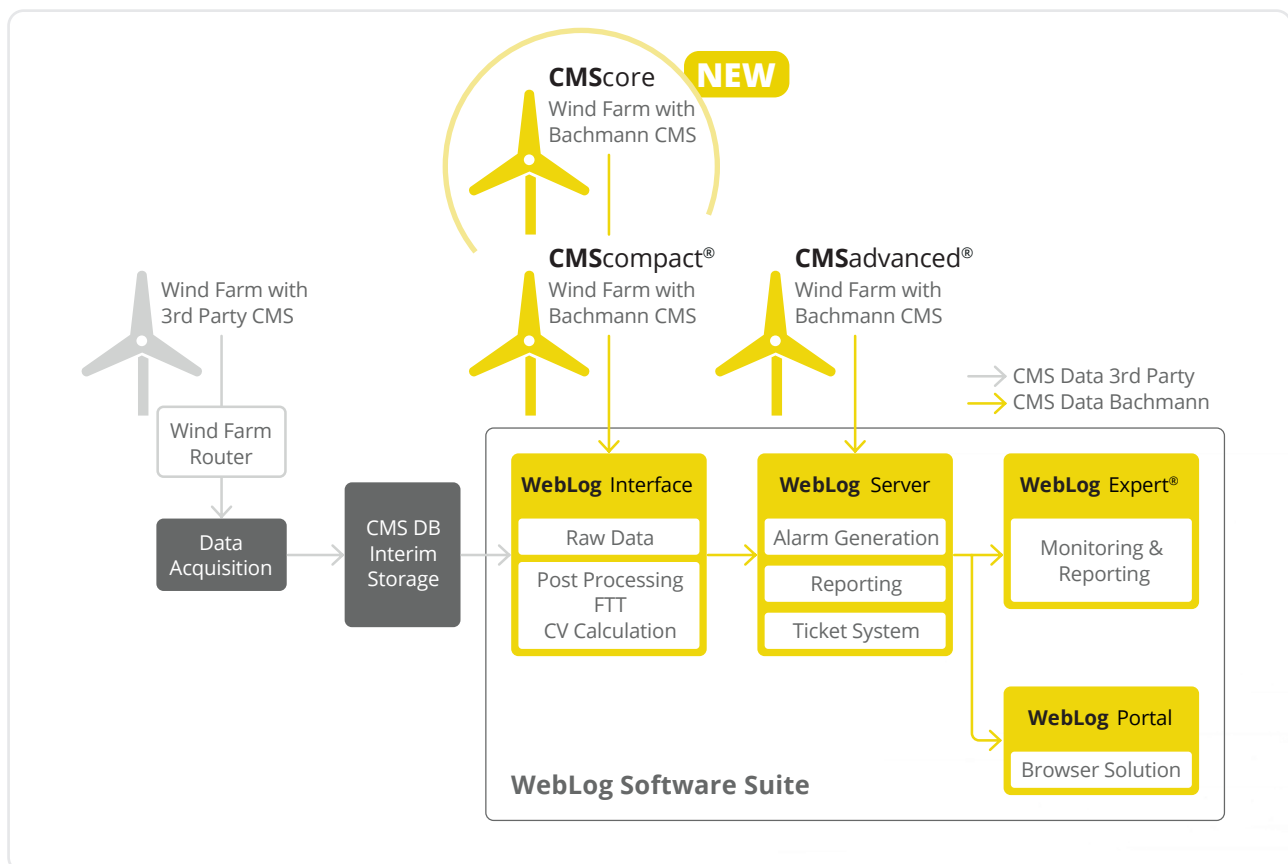 CMScore
NEW
Wind Farm with
Bachmann CMS
CMScompact®
Wind Farm with
Bachmann CMS
CMSadvanced®
Wind Farm with
Bachmann CMS
Wind Farm with
3rd Party CMS
CMS Data 3rd Party
CMS Data Bachmann
Wind Farm
Router
Data
Acquisition
CMS DB
Interim
Storage
WebLog Interface
Raw Data
Post Processing
FTT
CV Calculation
WebLog Server
Alarm Generation
Reporting
Ticket System
WebLog Expert®
Monitoring &
Reporting
WebLog Portal
Browser Solution
WebLog Software Suite